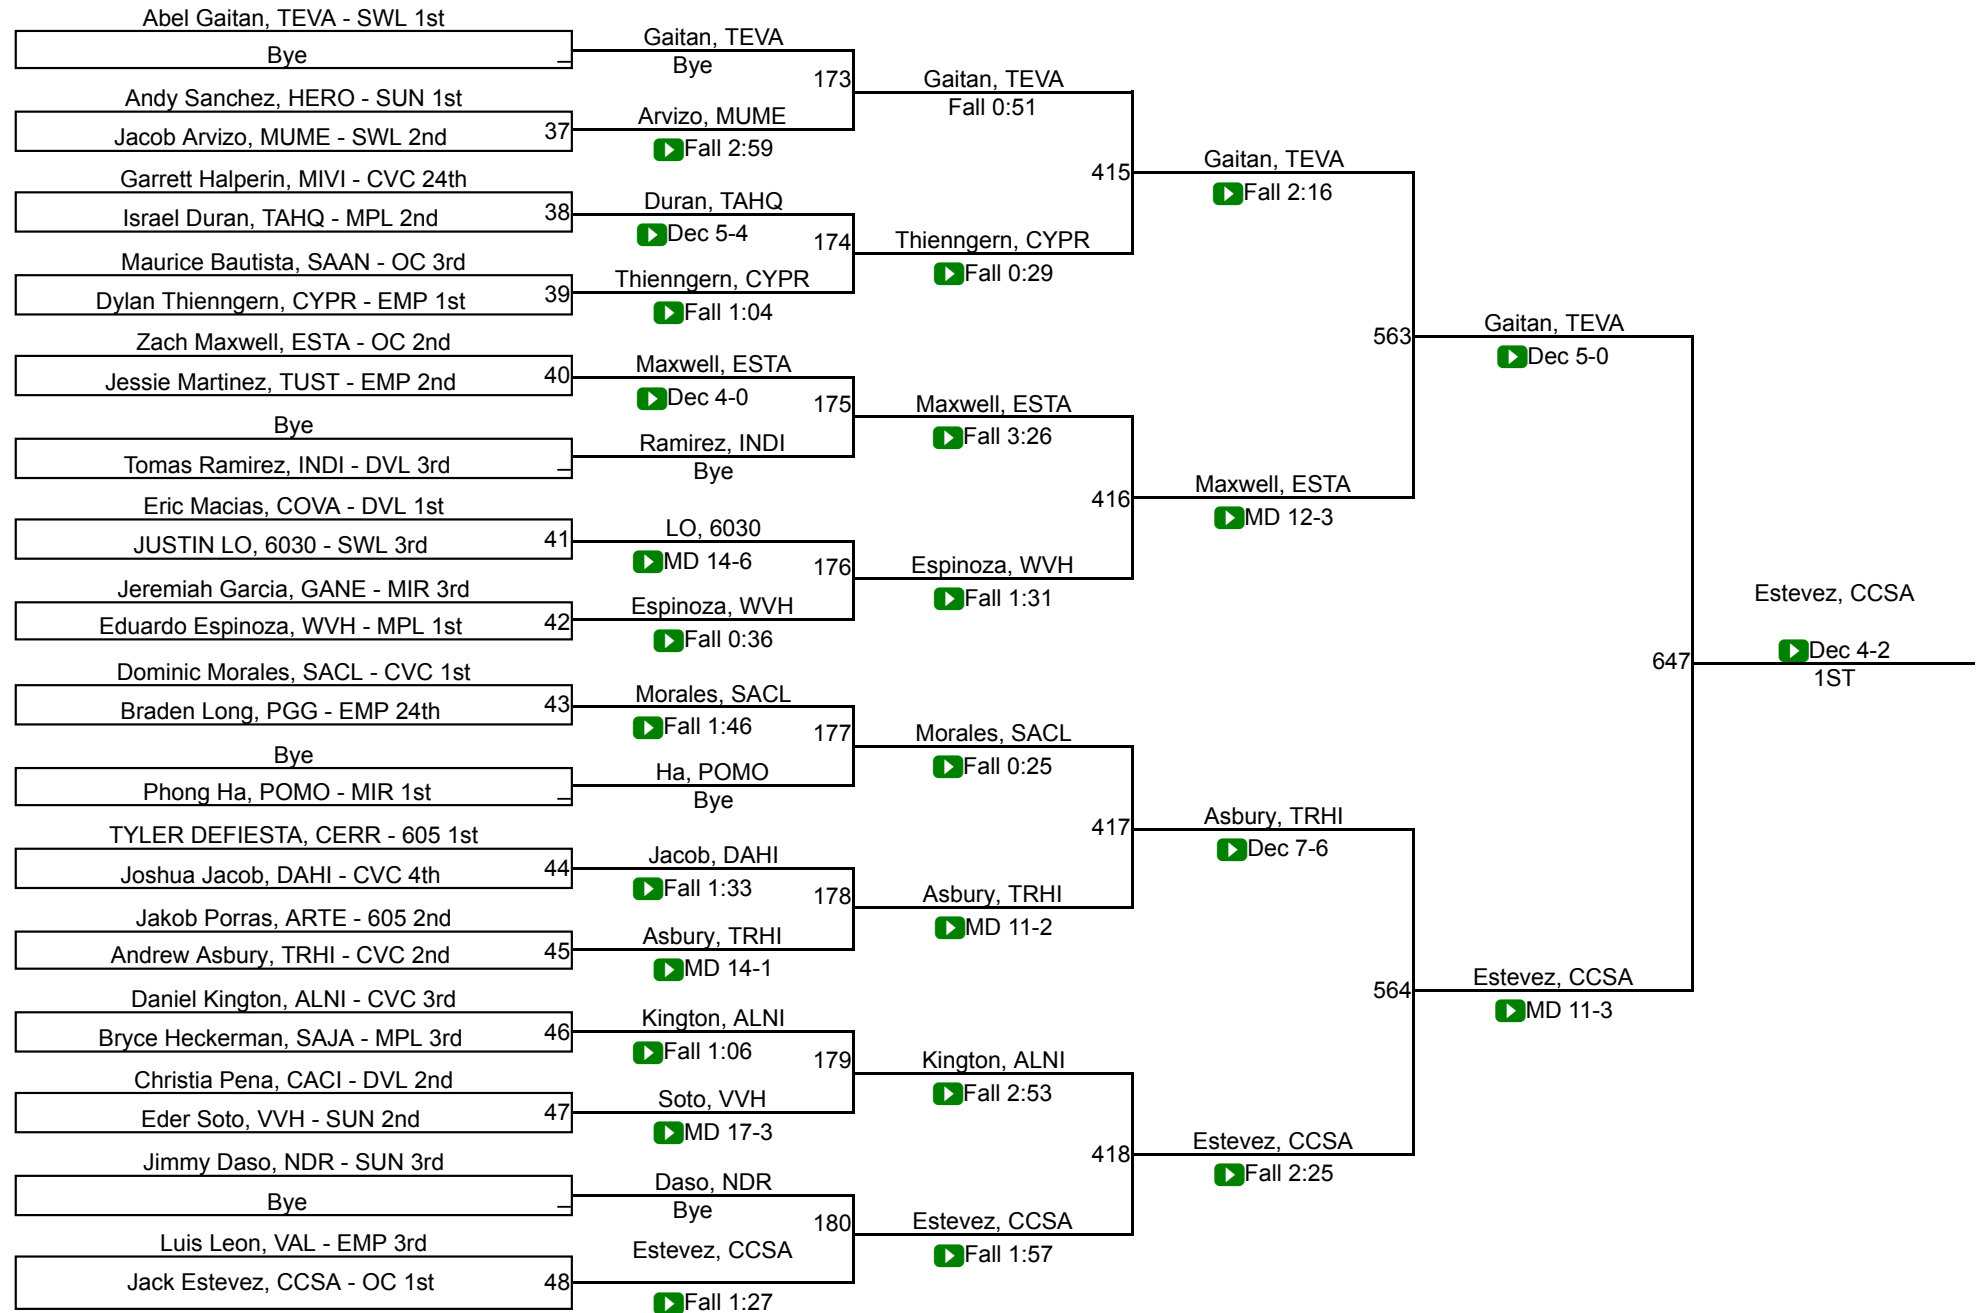 Abel Gaitan, TEVA - SWL 1st
Bye
_
Andy Sanchez, HERO - SUN 1st
Jacob Arvizo, MUME - SWL 2nd
37
Garrett Halperin, MIVI - CVC 24th
Israel Duran, TAHQ - MPL 2nd
38
Maurice Bautista, SAAN - OC 3rd
Dylan Thienngern, CYPR - EMP 1st
39
Zach Maxwell, ESTA - OC 2nd
Jessie Martinez, TUST - EMP 2nd
40
Bye
Tomas Ramirez, INDI - DVL 3rd
_
Eric Macias, COVA - DVL 1st
JUSTIN LO, 6030 - SWL 3rd
41
Jeremiah Garcia, GANE - MIR 3rd
Eduardo Espinoza, WVH - MPL 1st
42
Dominic Morales, SACL - CVC 1st
Braden Long, PGG - EMP 24th
43
Bye
Phong Ha, POMO - MIR 1st
_
TYLER DEFIESTA, CERR - 605 1st
Joshua Jacob, DAHI - CVC 4th
44
Jakob Porras, ARTE - 605 2nd
Andrew Asbury, TRHI - CVC 2nd
45
Daniel Kington, ALNI - CVC 3rd
Bryce Heckerman, SAJA - MPL 3rd
46
Christia Pena, CACI - DVL 2nd
Eder Soto, VVH - SUN 2nd
47
Jimmy Daso, NDR - SUN 3rd
Bye
_
Luis Leon, VAL - EMP 3rd
Jack Estevez, CCSA - OC 1st
48
Gaitan, TEVA
Bye
173
Arvizo, MUME
Fall 2:59
Duran, TAHQ
Dec 5-4
174
Thienngern, CYPR
Fall 1:04
Maxwell, ESTA
Dec 4-0
175
Ramirez, INDI
Bye
LO, 6030
MD 14-6
176
Espinoza, WVH
Fall 0:36
Morales, SACL
Fall 1:46
177
Ha, POMO
Bye
Jacob, DAHI
Fall 1:33
178
Asbury, TRHI
MD 14-1
Kington, ALNI
Fall 1:06
179
Soto, VVH
MD 17-3
Daso, NDR
Bye
180
Estevez, CCSA
Fall 1:27
Gaitan, TEVA
Fall 0:51
415
Thienngern, CYPR
Fall 0:29
Maxwell, ESTA
Fall 3:26
416
Espinoza, WVH
Fall 1:31
Morales, SACL
Fall 0:25
417
Asbury, TRHI
MD 11-2
Kington, ALNI
Fall 2:53
418
Estevez, CCSA
Fall 1:57
Gaitan, TEVA
Fall 2:16
563
Maxwell, ESTA
MD 12-3
Asbury, TRHI
Dec 7-6
564
Estevez, CCSA
Fall 2:25
Gaitan, TEVA
Dec 5-0
647
Estevez, CCSA
MD 11-3
Estevez, CCSA
Dec 4-2
1ST